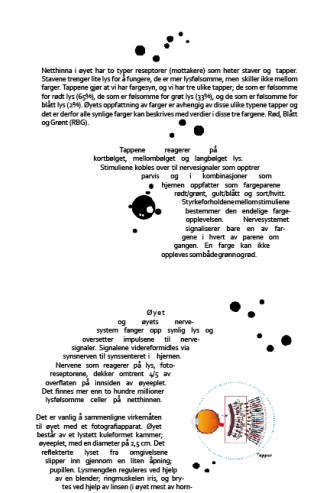 Netthinna i øyet har to typer reseptorer (mottakere) som heter staver og tapper.
Stavene trenger lite lys for å fungere, de er mer lysfølsomme, men skiller ikke mellom
farger. Tappene gjør at vi har fargesyn, og vi har tre ulike tapper; de som er følsomme
for rødt lys (65%), de som er følsomme for grøt lys (33%), og de som er følsomme for
blått lys (2%). Øyets oppfattning av farger er avhengig av disse ulike typene tapper og
det er derfor alle synlige farger kan beskrives med verdier i disse tre fargene. Rød, Blått
og Grønt (RBG).
Tappene reagerer på
kortbølget, mellombølget og langbølget lys.
Stimuliene kobles over til nervesignaler som opptrer
parvis og i kombinasjoner som
hjernen oppfatter som fargeparene
rødt/grønt, gult/blått og sort/hvitt.
Styrkeforholdene mellom stimuliene
bestemmer den endelige farge-
opplevelsen. Nervesystemet
signaliserer bare en av far-
gene i hvert av parene om
gangen. En farge kan ikke
oppleves som både grønn og rød.
Øyet
og øyets nerve-
system fanger opp synlig lys og
oversetter impulsene til nerve-
signaler. Signalene videreformidles via
synsnerven til synssenteret i hjernen.
Nervene som reagerer på lys, foto-
reseptorene, dekker omtrent 4/5 av
overflaten på innsiden av øyeeplet.
Det finnes mer enn to hundre millioner
lysfølsomme celler på netthinnen.
Det er vanlig å sammenligne virkemåten
til øyet med et fotografiapparat. Øyet
består av et lystett kuleformet kammer;
øyeeplet, med en diameter på 2,5 cm. Det
reflekterte lyset fra omgivelsene
slipper inn gjennom en liten åpning;
pupillen. Lysmengden reguleres ved hjelp
av en blender; ringmuskelen iris, og bry-
tes ved hjelp av linsen (i øyet mest av horn-
Tapper